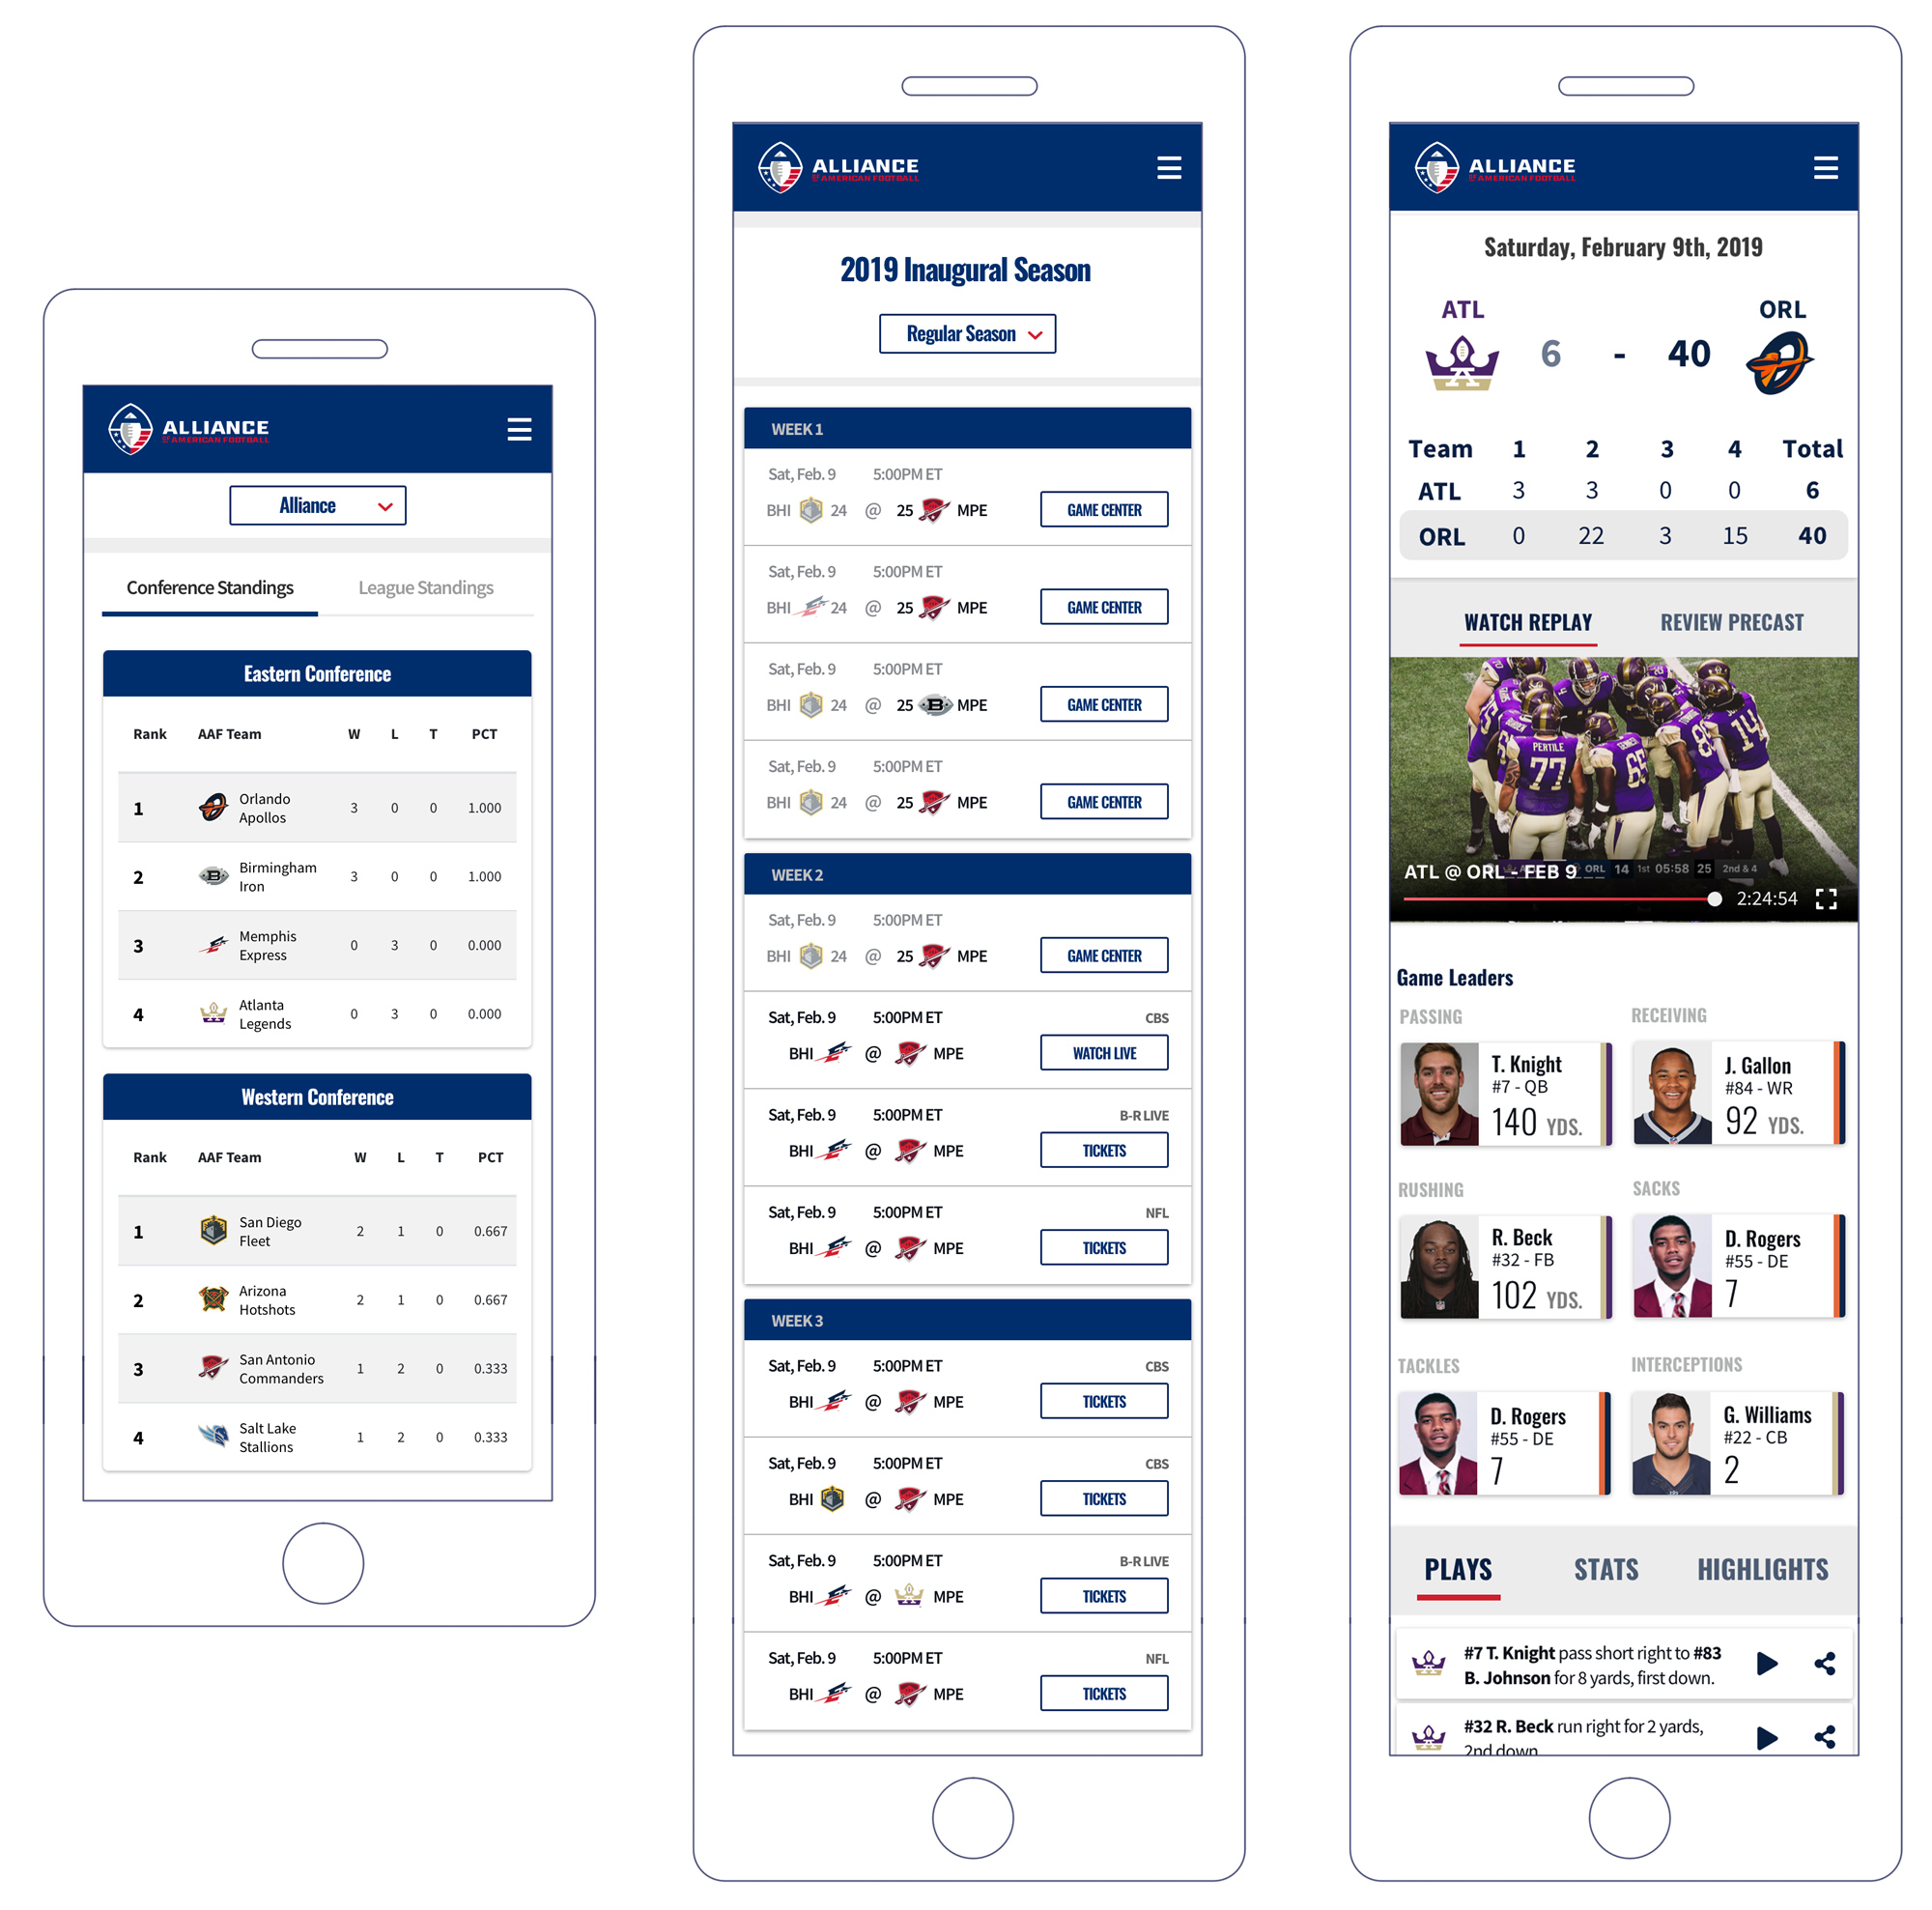 ALLIANCE
OF AMERICAN FOOTBALL
Alliance
Conference Standings League Standings
Eastern Conference
Rank AAF Team W L T PCT
1 Orlando Apollos 3 0 0 1.000
2 Birmingham Iron 3 0 0 1.000
3 Memphis Express 0 3 0 0.000
4 Atlanta Legends 0 3 0 0.000
Western Conference
Rank AAF Team W L T PCT
1 San Diego Fleet 2 1 0 0.667
2 Arizona Hotshots 2 1 0 0.667
3 San Antonio Commanders 1 2 0 0.333
4 Salt Lake Stallions 1 2 0 0.333
ALLIANCE
OF AMERICAN FOOTBALL
2019 Inaugural Season
Regular Season
WEEK 1
Sat, Feb. 9 5:00PM ET
BHI 24 @ 25 MPE GAME CENTER
Sat, Feb. 9 5:00PM ET
BHI 24 @ 25 MPE GAME CENTER
Sat, Feb. 9 5:00PM ET
BHI 24 @ 25 B MPE GAME CENTER
Sat, Feb. 9 5:00PM ET
BHI 24 @ 25 MPE GAME CENTER
WEEK 2
Sat, Feb. 9 5:00PM ET
BHI 24 @ 25 MPE GAME CENTER
Sat, Feb. 9 5:00PM ET CBS
BHI @ MPE WATCH LIVE
Sat, Feb. 9 5:00PM ET B-R LIVE
BHI @ MPE TICKETS
Sat, Feb. 9 5:00PM ET NFL
BHI @ MPE TICKETS
WEEK 3
Sat, Feb. 9 5:00PM ET CBS
BHI @ MPE TICKETS
Sat, Feb. 9 5:00PM ET CBS
BHI @ MPE TICKETS
Sat, Feb. 9 5:00PM ET B-R LIVE
BHI @ MPE TICKETS
Sat, Feb. 9 5:00PM ET NFL
BHI @ MPE TICKETS
ALLIANCE
OF AMERICAN FOOTBALL
Saturday, February 9th, 2019
ATL ORL
6 - 40
Team 1 2 3 4 Total
ATL 3 3 0 0 6
ORL 0 22 3 15 40
WATCH REPLAY REVIEW PRECAST
PERTILE
77 65 14
ATL @ ORL - FEB 9 ORL 14 1st 05:58 25 2nd & 4
2:24:54
Game Leaders
PASSING RECEIVING
T. Knight J. Gallon
#7 - QB #84 - WR
140 YDS. 92 YDS.
RUSHING SACKS
R. Beck D. Rogers
#32 - FB #55 - DE
102 YDS. 7
TACKLES INTERCEPTIONS
D. Rogers G. Williams
#55 - DE #22 - CB
7 2
PLAYS STATS HIGHLIGHTS
#7 T. Knight pass short right to #83
B. Johnson for 8 yards, first down.
#32 R. Beck run right for 2 yards,
2nd down